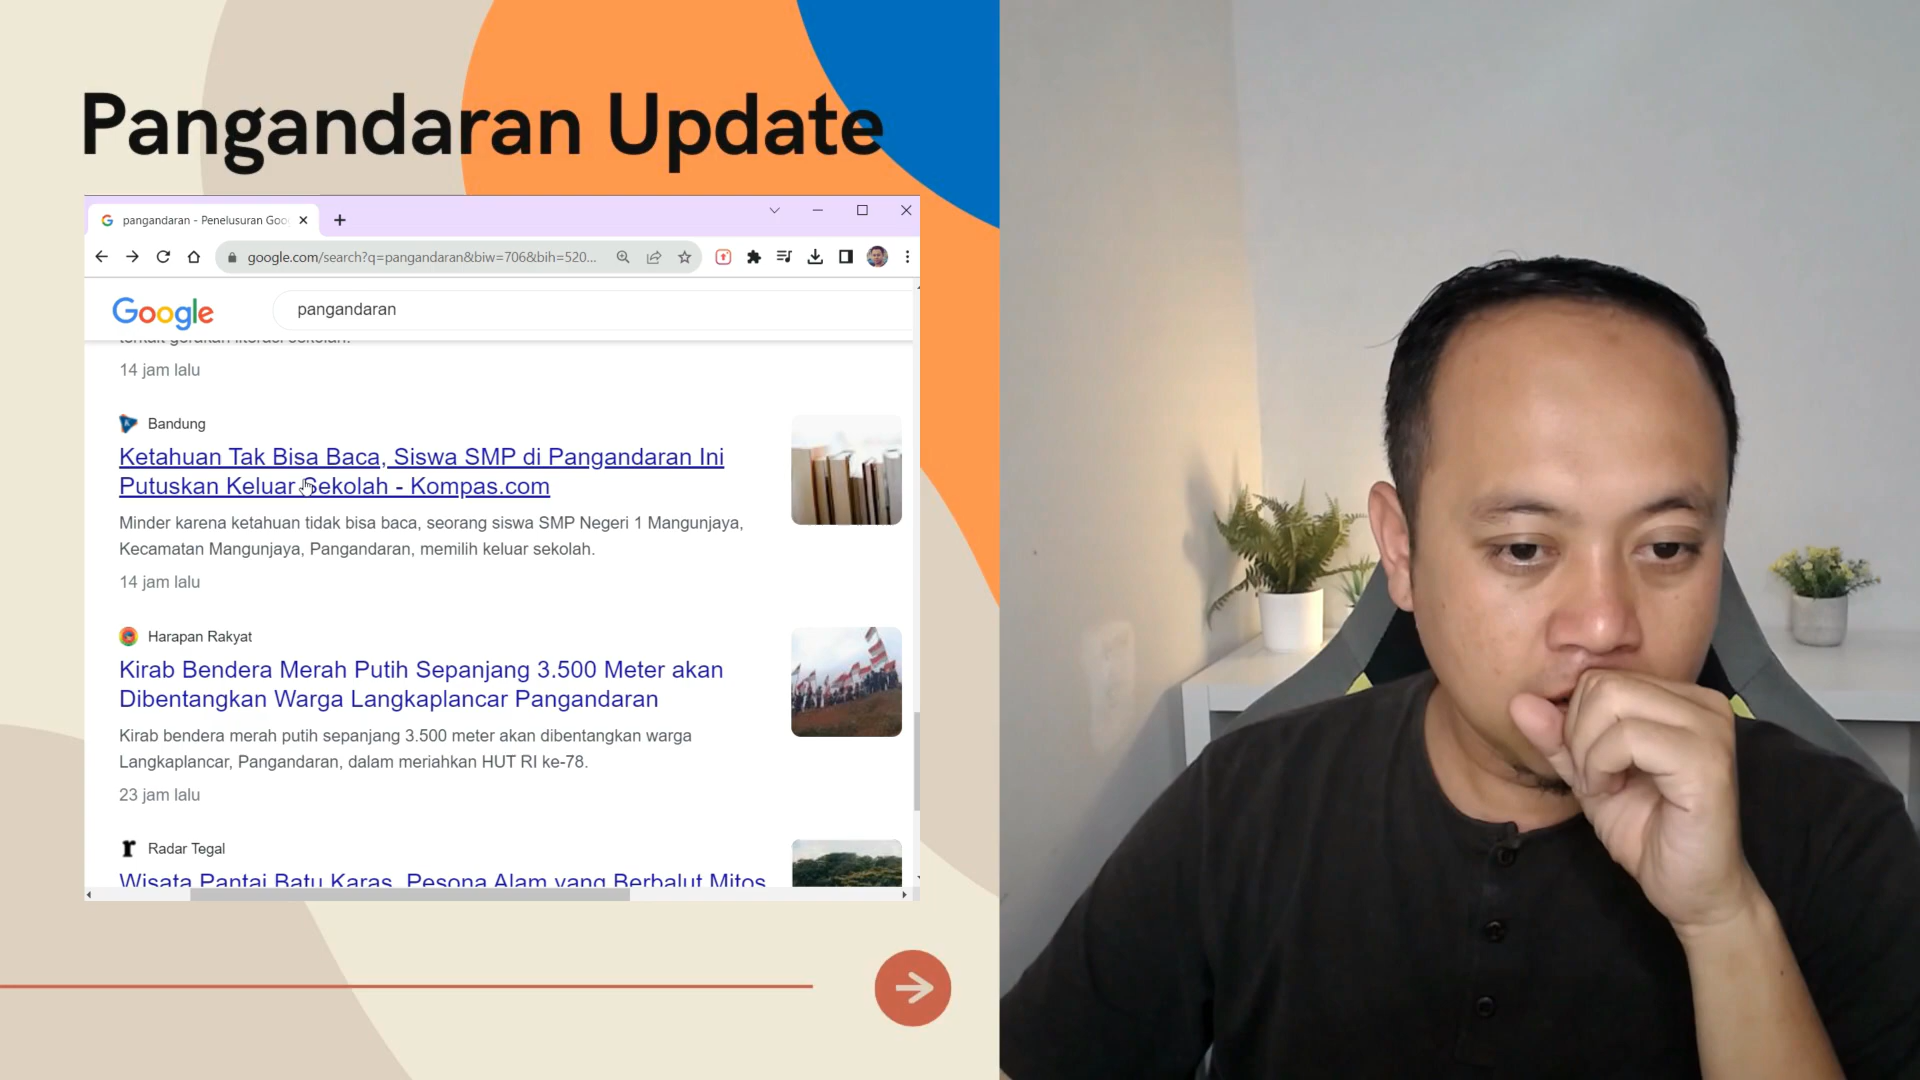 Pangandaran Update
pangandaran - Penelusuran Goo
google.com/search?q=pangandaran&biw=706&bih=520...
Google
pangandaran
terkait gerakan literasi sekolah.
14 jam lalu
Bandung
Ketahuan Tak Bisa Baca, Siswa SMP di Pangandaran Ini
Putuskan Keluar Sekolah - Kompas.com
Minder karena ketahuan tidak bisa baca, seorang siswa SMP Negeri 1 Mangunjaya,
Kecamatan Mangunjaya, Pangandaran, memilih keluar sekolah.
14 jam lalu
Harapan Rakyat
Kirab Bendera Merah Putih Sepanjang 3.500 Meter akan
Dibentangkan Warga Langkaplancar Pangandaran
Kirab bendera merah putih sepanjang 3.500 meter akan dibentangkan warga
Langkaplancar, Pangandaran, dalam meriahkan HUT RI ke-78.
23 jam lalu
Radar Tegal
Wisata Pantai Batu Karas, Pesona Alam yang Berbalut Mitos